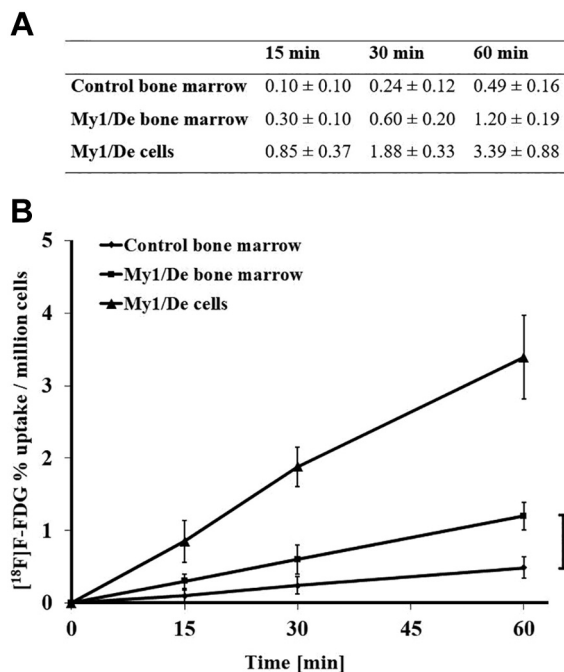 A
15 min 30 min 60 min
Control bone marrow 0.10 ± 0.10 0.24 ± 0.12 0.49 ± 0.16
My1/De bone marrow 0.30 ± 0.10 0.60 ± 0.20 1.20 ± 0.19
My1/De cells 0.85 ± 0.37 1.88 ± 0.33 3.39 ± 0.88
B
[¹⁸F]F-FDG % uptake / million cells
Control bone marrow
My1/De bone marrow
My1/De cells
5
4
3
2
1
0
0 15 30 45 60
Time [min]